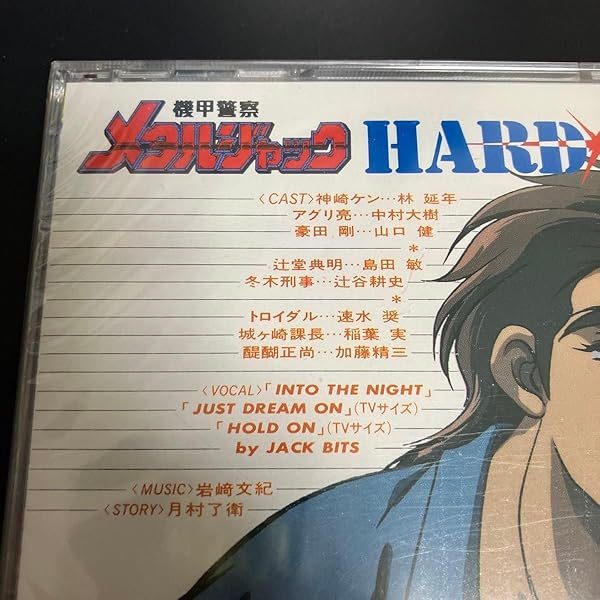 機甲警察
メタルジャック HARD
〈CAST〉神崎ケン…林 延年
アグリ亮…中村大樹
豪田 剛…山口 健
*
辻堂典明…島田 敏
冬木刑事…辻谷耕史
*
トロイダル…速水 奨
城ヶ崎課長…稲葉 実
醍醐正尚…加藤精三
〈VOCAL〉「INTO THE NIGHT」
「JUST DREAM ON」(TVサイズ)
「HOLD ON」(TVサイズ)
by JACK BITS
〈MUSIC〉岩崎文紀
〈STORY〉月村了衛